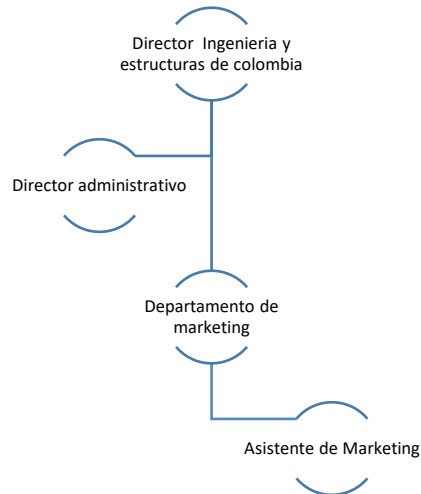 Director  Ingenieria y
estructuras de colombia
Director administrativo
Departamento de
marketing
Asistente de Marketing